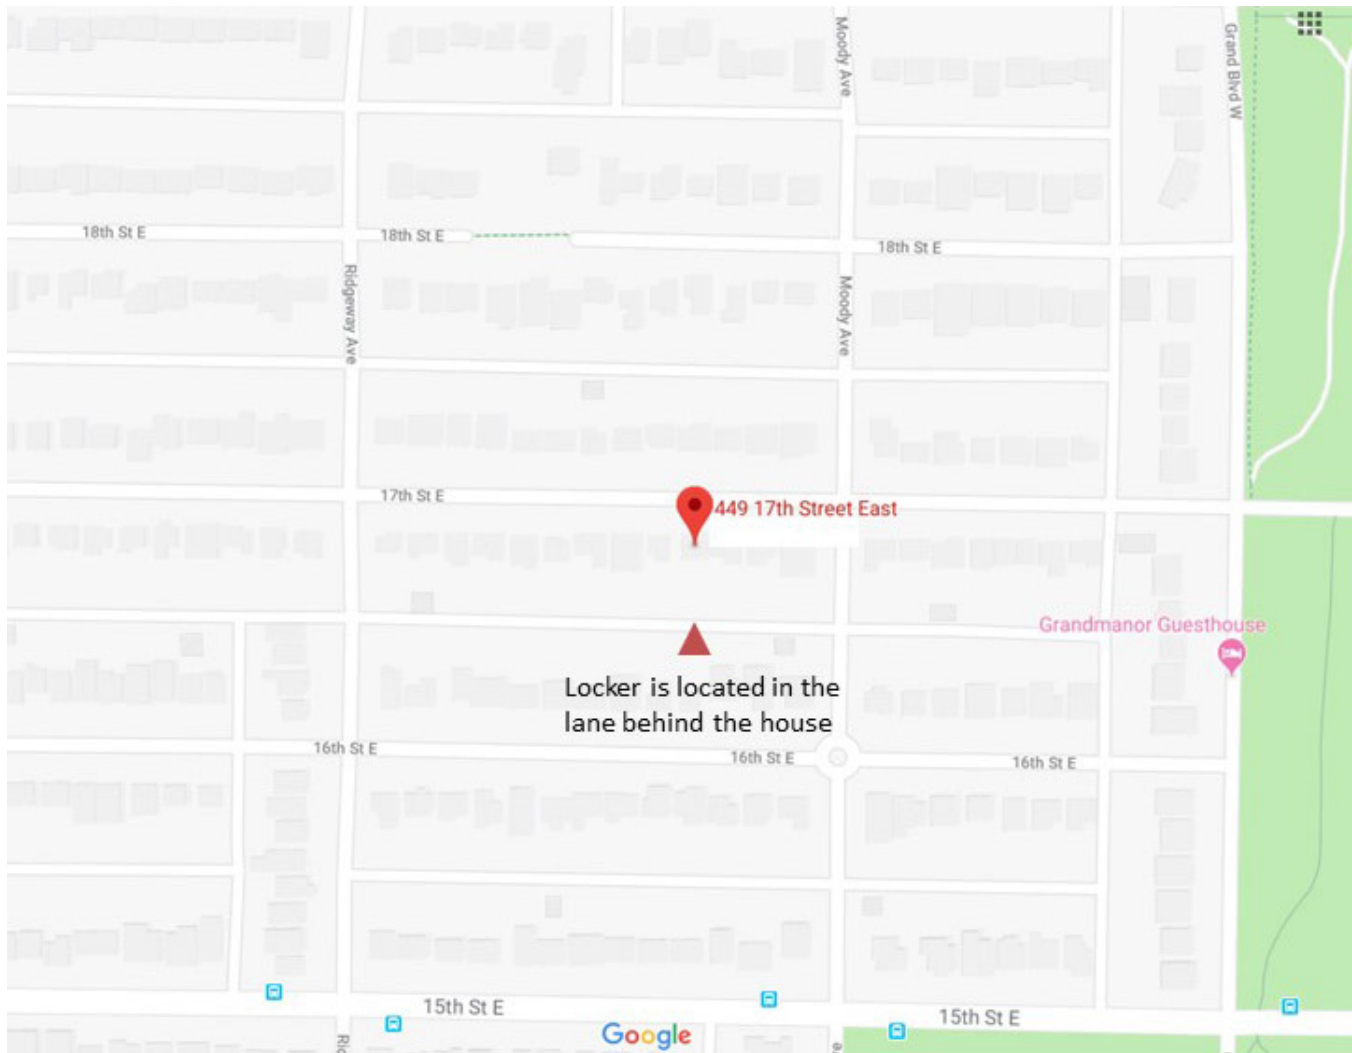 Moody Ave
Grand Blvd W
18th St E
18th St E
18th St E
Ridgeway Ave
Moody Ave
17th St E
449 17th Street East
Grandmanor Guesthouse
Locker is located in the
lane behind the house
16th St E
16th St E
16th St E
15th St E
15th St E
Google